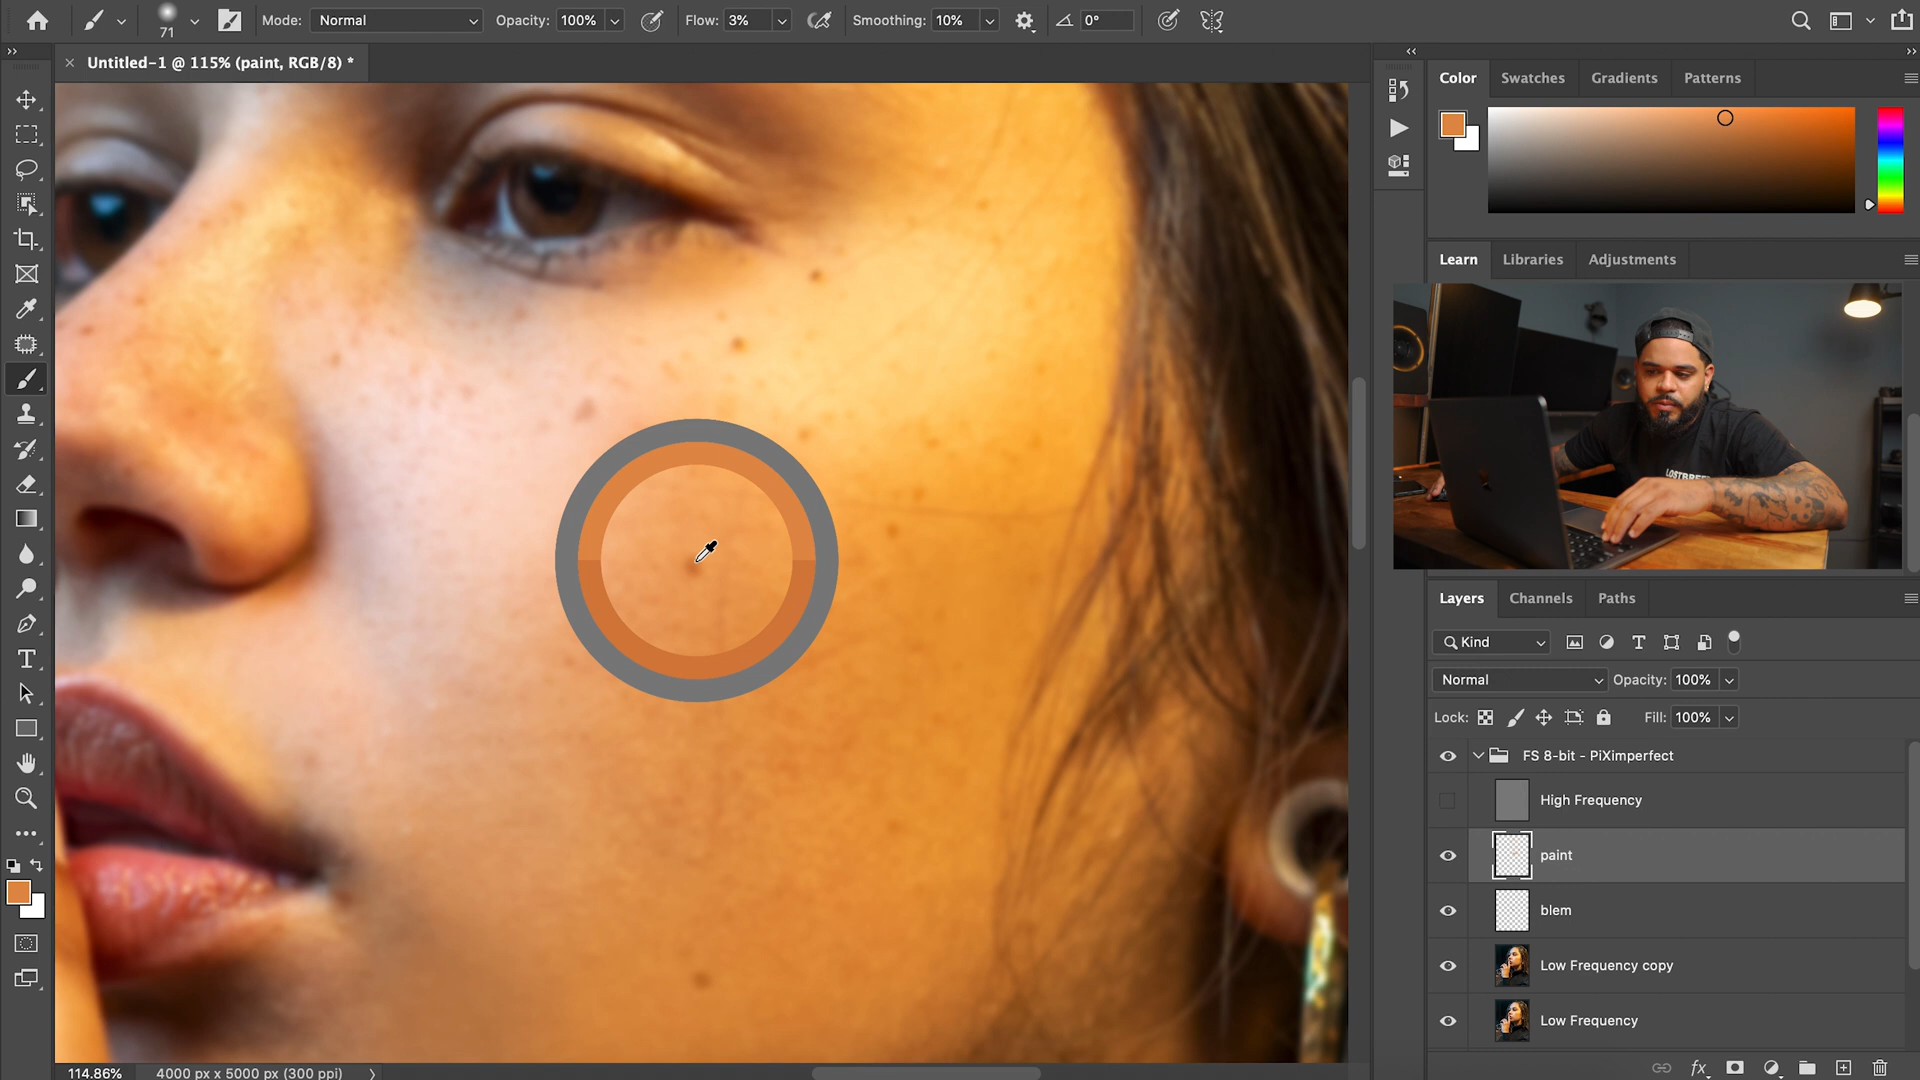 71
Mode: Normal
Opacity: 100%
Flow: 3%
Smoothing: 10%
0°
Untitled-1 @ 115% (paint, RGB/8) *
Color
Swatches
Gradients
Patterns
Learn
Libraries
Adjustments
Layers
Channels
Paths
Kind
Normal
Opacity: 100%
Lock:
Fill: 100%
FS 8-bit - PiXimperfect
High Frequency
paint
blem
Low Frequency copy
Low Frequency
fx
114.86%
4000 px x 5000 px (300 ppi)